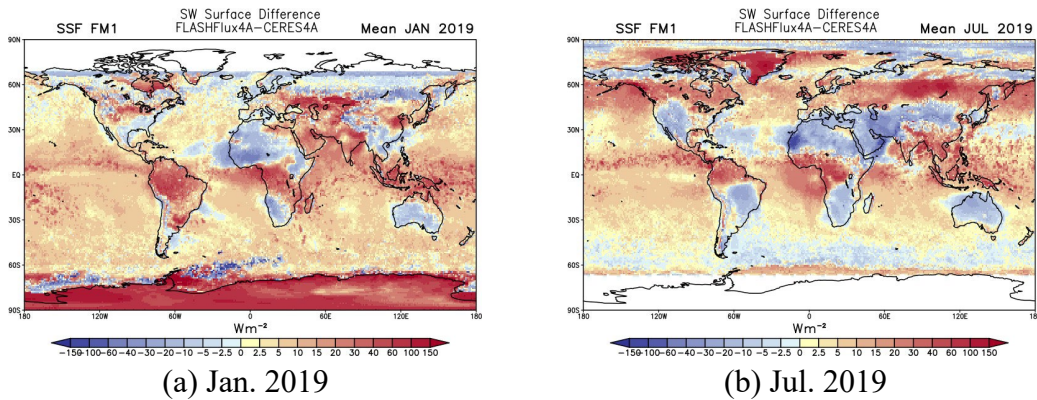 SW Surface Difference
SSF FM1 FLASHFlux4A-CERES4A Mean JAN 2019
90N
60N
30N
EQ
30S
60S
90S
180 120W 60W 0 60E 120E 180
Wm⁻²
-150-100-60 -40 -30 -20 -10 -5 -2.5 0 2.5 5 10 15 20 30 40 60 100 150
(a) Jan. 2019
SW Surface Difference
SSF FM1 FLASHFlux4A-CERES4A Mean JUL 2019
90N
60N
30N
EQ
30S
60S
90S
180 120W 60W 0 60E 120E 180
Wm⁻²
-150-100-60 -40 -30 -20 -10 -5 -2.5 0 2.5 5 10 15 20 30 40 60 100 150
(b) Jul. 2019